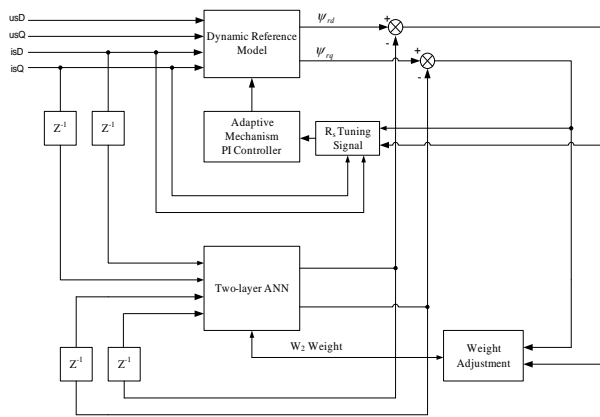 usD
usQ
isD
isQ
Dynamic Reference
Model
ψrd
+
-
ψrq
+
-
Z-1
Z-1
Adaptive
Mechanism
PI Controller
Rs Tuning
Signal
Two-layer ANN
Z-1
Z-1
W2 Weight
Weight
Adjustment